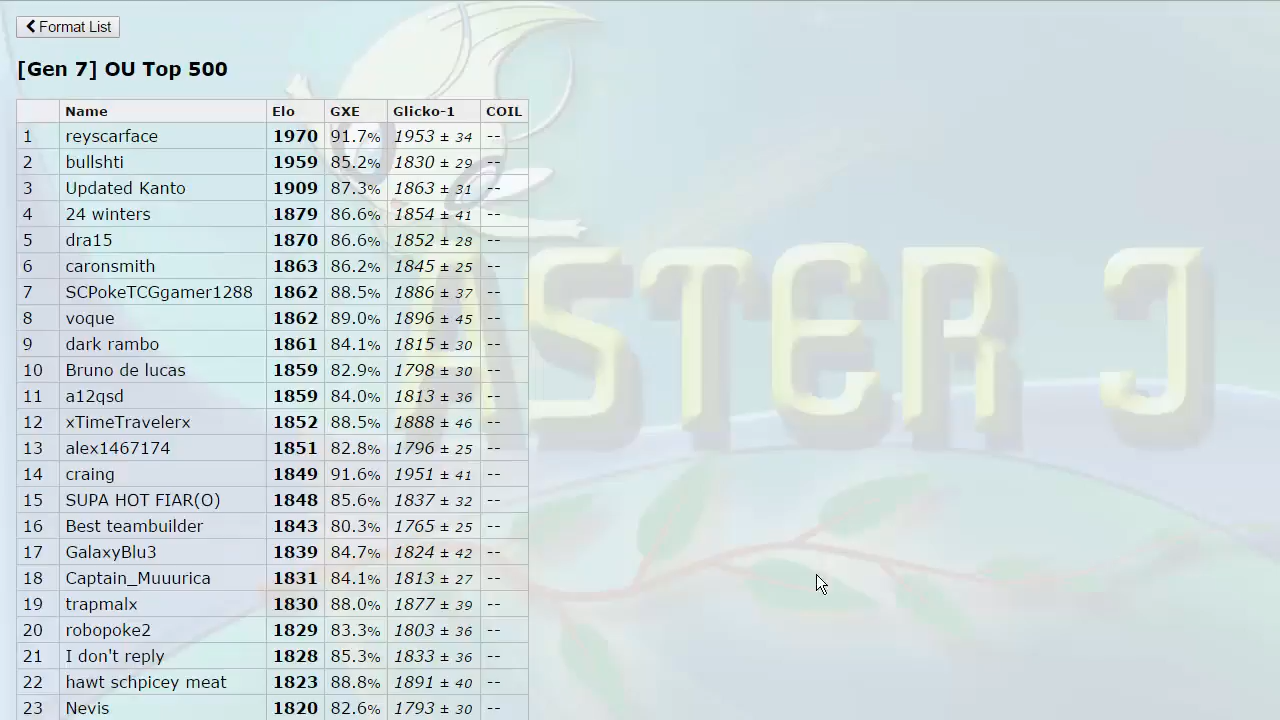 Format List
[Gen 7] OU Top 500
Name Elo GXE Glicko-1 COIL
1 reyscarface 1970 91.7% 1953 ± 34 --
2 bullshti 1959 85.2% 1830 ± 29 --
3 Updated Kanto 1909 87.3% 1863 ± 31 --
4 24 winters 1879 86.6% 1854 ± 41 --
5 dra15 1870 86.6% 1852 ± 28 --
6 caronsmith 1863 86.2% 1845 ± 25 --
7 SCPokeTCGgamer1288 1862 88.5% 1886 ± 37 --
8 voque 1862 89.0% 1896 ± 45 --
9 dark rambo 1861 84.1% 1815 ± 30 --
10 Bruno de lucas 1859 82.9% 1798 ± 30 --
11 a12qsd 1859 84.0% 1813 ± 36 --
12 xTimeTravelerx 1852 88.5% 1888 ± 46 --
13 alex1467174 1851 82.8% 1796 ± 25 --
14 craing 1849 91.6% 1951 ± 41 --
15 SUPA HOT FIAR(O) 1848 85.6% 1837 ± 32 --
16 Best teambuilder 1843 80.3% 1765 ± 25 --
17 GalaxyBlu3 1839 84.7% 1824 ± 42 --
18 Captain_Muuurica 1831 84.1% 1813 ± 27 --
19 trapmalx 1830 88.0% 1877 ± 39 --
20 robopoke2 1829 83.3% 1803 ± 36 --
21 I don't reply 1828 85.3% 1833 ± 36 --
22 hawt schpicey meat 1823 88.8% 1891 ± 40 --
23 Nevis 1820 82.6% 1793 ± 30 --
ASTER J